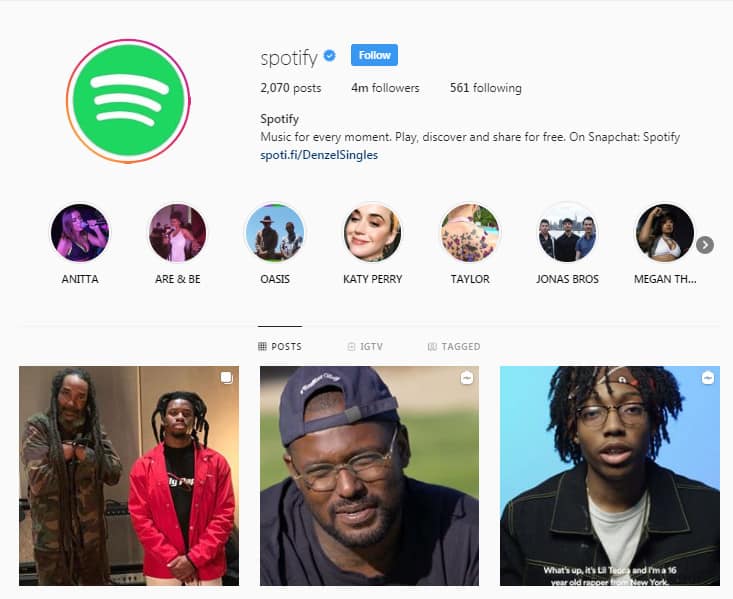 spotify Follow
2,070 posts 4m followers 561 following
Spotify
Music for every moment. Play, discover and share for free. On Snapchat: Spotify
spoti.fi/DenzelSingles
ANITTA ARE & BE OASIS KATY PERRY TAYLOR JONAS BROS MEGAN TH...
POSTS IGTV TAGGED
What's up, it's Lil Tecca and I'm a 16
year old rapper from New York.